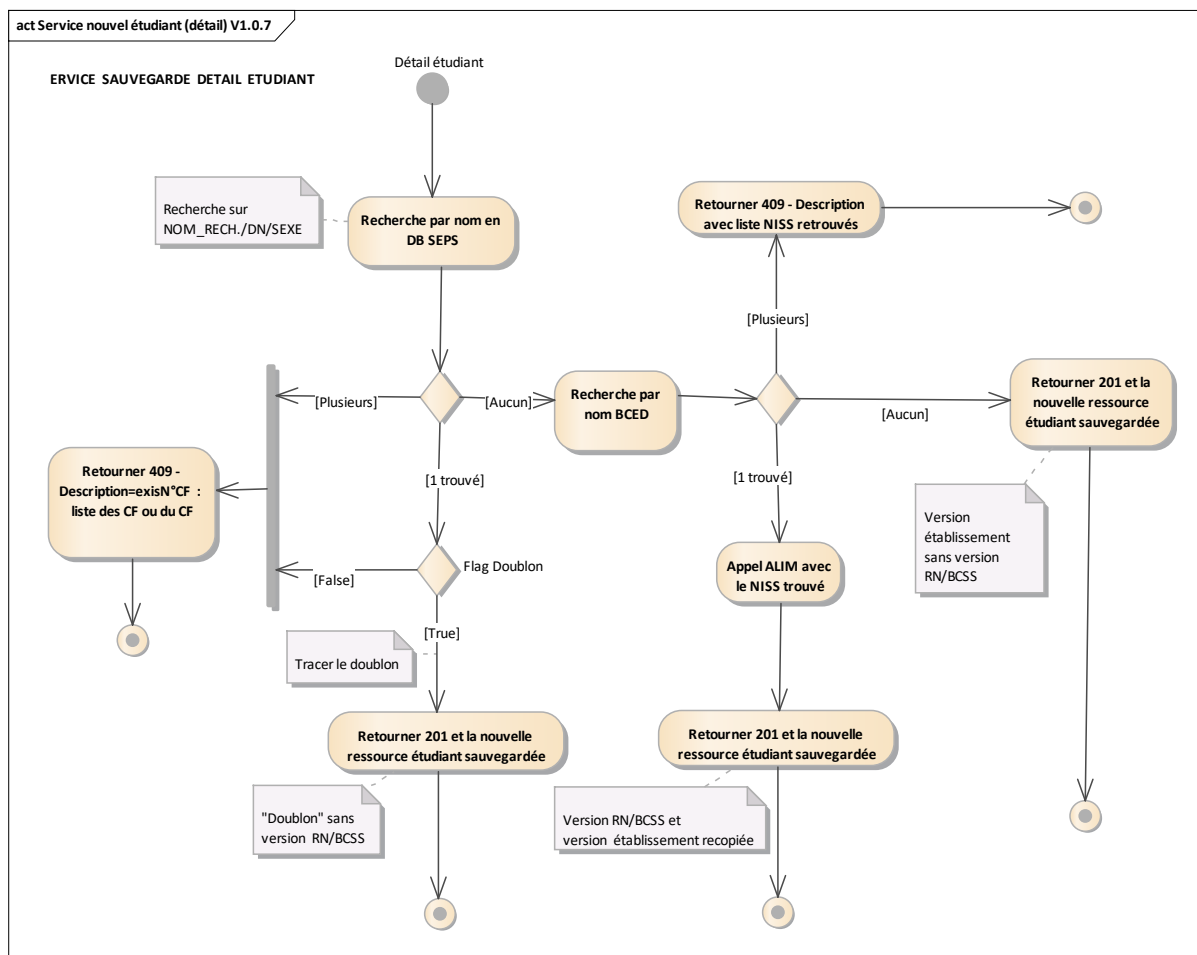 act Service nouvel étudiant (détail) V1.0.7
ERVICE SAUVEGARDE DETAIL ETUDIANT
Détail étudiant
Recherche sur
NOM_RECH./DN/SEXE
Recherche par nom en
DB SEPS
Retourner 409 - Description
avec liste NISS retrouvés
[Plusieurs]
[Plusieurs]
[Aucun]
Recherche par
nom BCED
[Aucun]
Retourner 201 et la
nouvelle ressource
étudiant sauvegardée
Retourner 409 -
Description=exisN°CF :
liste des CF ou du CF
[1 trouvé]
[1 trouvé]
Version
établissement
sans version
RN/BCSS
Flag Doublon
[False]
Appel ALIM avec
le NISS trouvé
[True]
Tracer le doublon
Retourner 201 et la nouvelle
ressource étudiant sauvegardée
Retourner 201 et la nouvelle
ressource étudiant sauvegardée
"Doublon" sans
version RN/BCSS
Version RN/BCSS et
version établissement recopiée